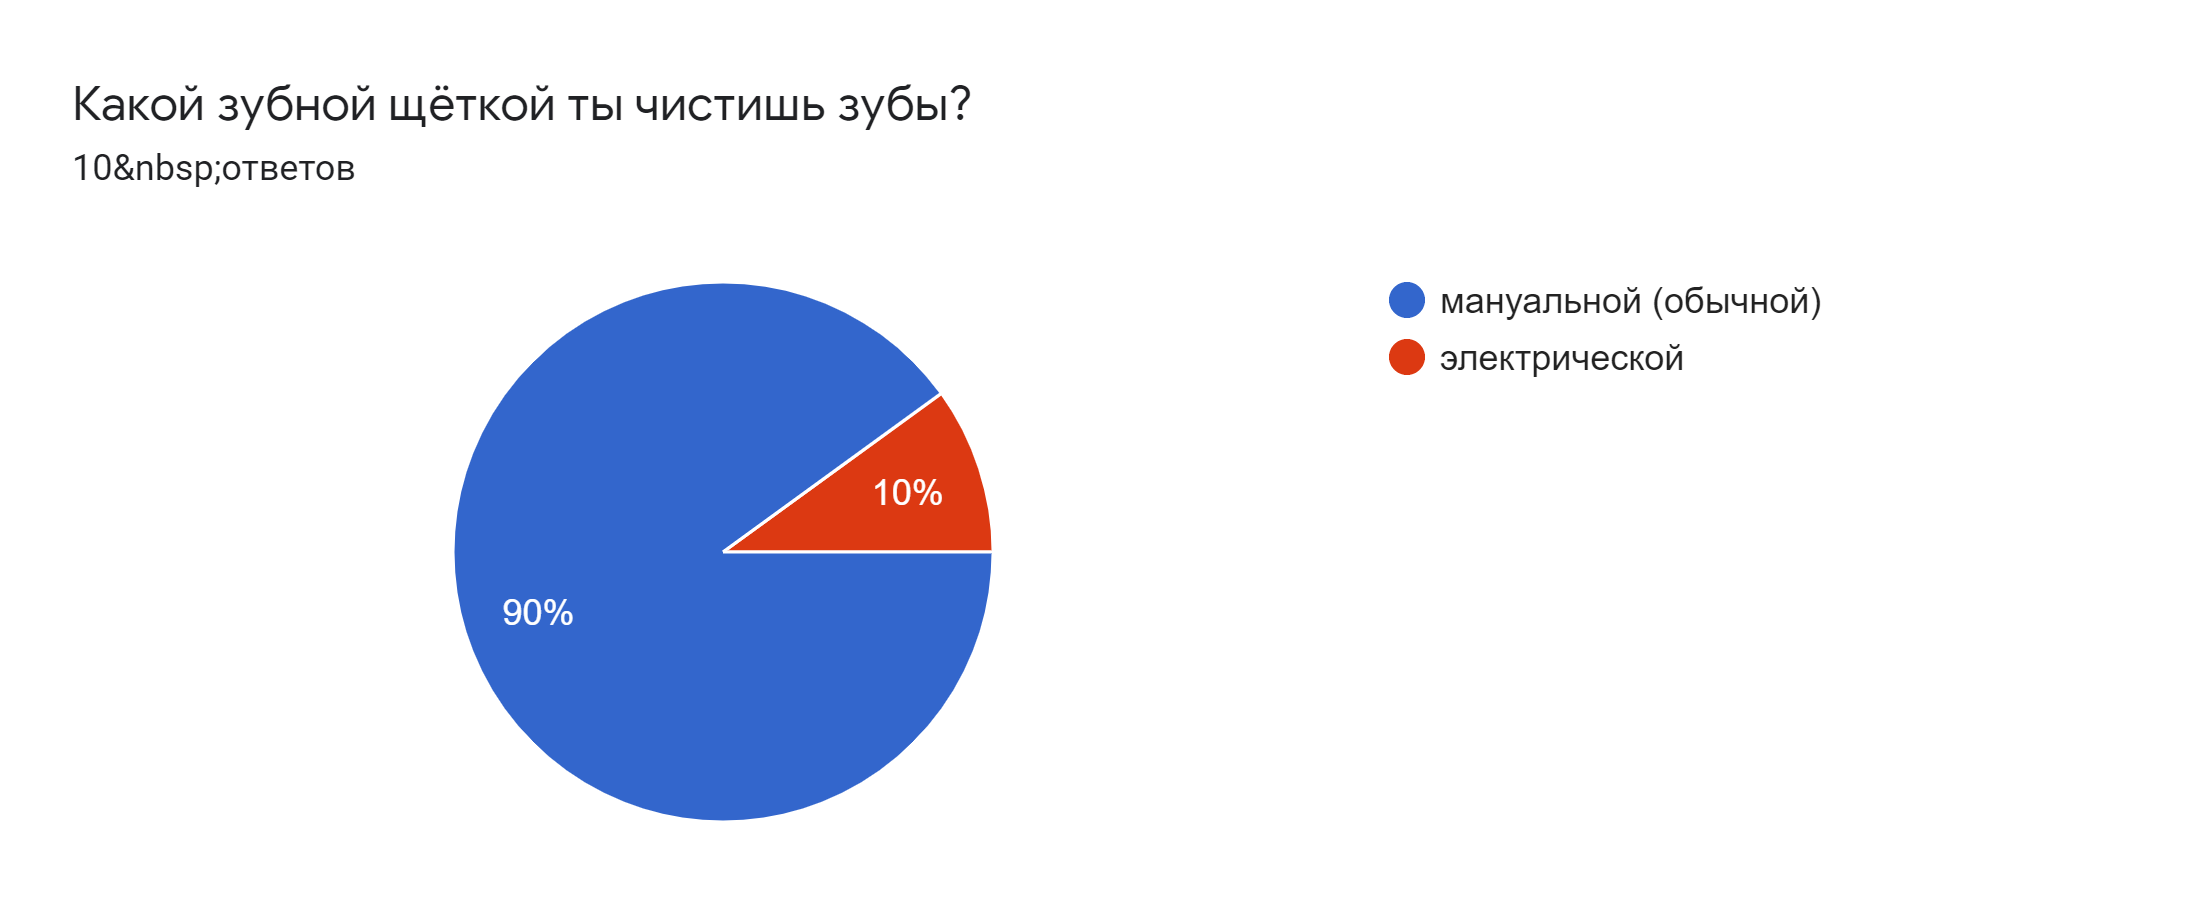 Какой зубной щёткой ты чистишь зубы?
10&nbsp;ответов
мануальной (обычной)
электрической
10%
90%